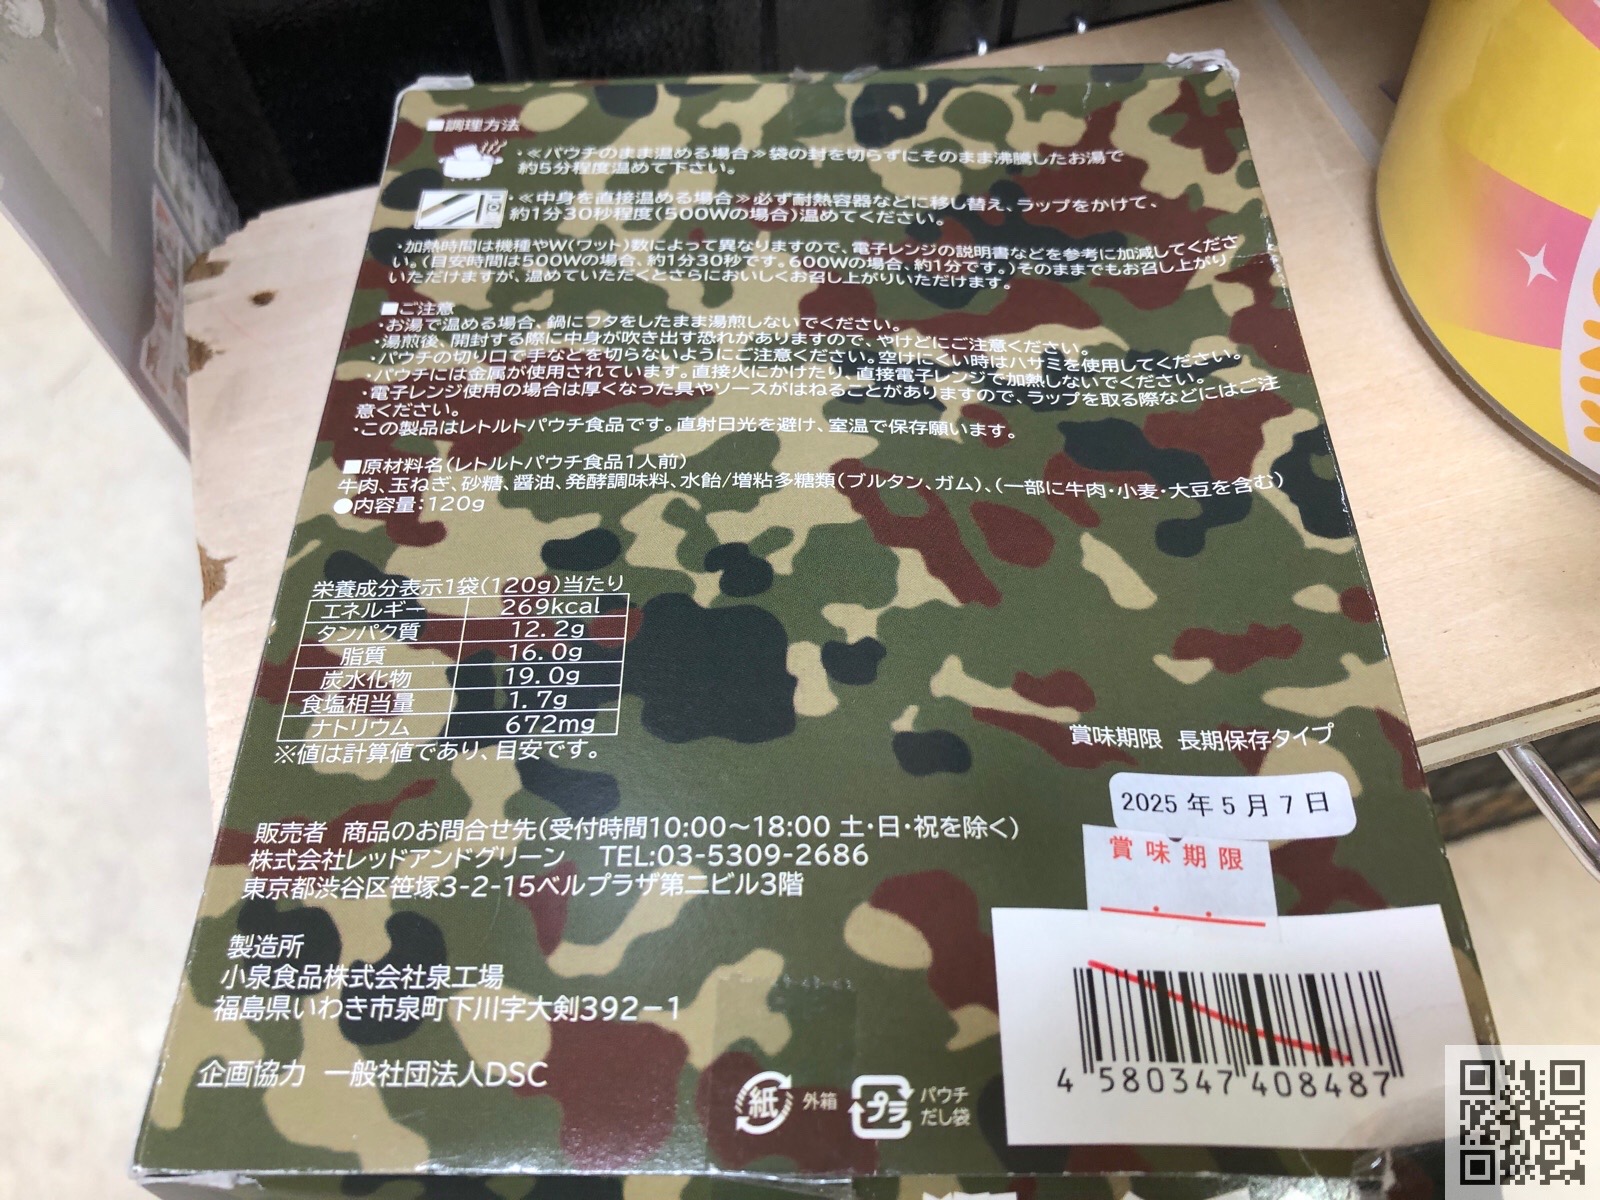 ■調理方法
・≪パウチのまま温める場合≫袋の封を切らずにそのまま沸騰したお湯で
約5分程度温めて下さい。
・≪中身を直接温める場合≫必ず耐熱容器などに移し替え、ラップをかけて、
約1分30秒程度(500Wの場合)温めてください。
・加熱時間は機種やW(ワット)数によって異なりますので、電子レンジの説明書などを参考に加減してくださ
い。(目安時間は500Wの場合、約1分30秒です。600Wの場合、約1分です。)そのままでもお召し上がり
いただけますが、温めていただくとさらにおいしくお召し上がりいただけます。
■ご注意
・お湯で温める場合、鍋にフタをしたまま湯煎しないでください。
・湯煎後、開封する際に中身が吹き出す恐れがありますので、やけどにご注意ください。
・パウチの切り口で手などを切らないようにご注意ください。空けにくい時はハサミを使用してください。
・パウチには金属が使用されています。直接火にかけたり、直接電子レンジで加熱しないでください。
・電子レンジ使用の場合は厚くなった具やソースがはねることがありますので、ラップを取る際などにはご注
意ください。
・この製品はレトルトパウチ食品です。直射日光を避け、室温で保存願います。
■原材料名(レトルトパウチ食品1人前)
牛肉、玉ねぎ、砂糖、醤油、発酵調味料、水飴/増粘多糖類(ブルタン、ガム)、(一部に牛肉・小麦・大豆を含む)
●内容量:120g
栄養成分表示1袋(120g)当たり
エネルギー 269kcal
タンパク質 12.2g
脂質 16.0g
炭水化物 19.0g
食塩相当量 1.7g
ナトリウム 672mg
※値は計算値であり、目安です。
賞味期限 長期保存タイプ
2025年5月7日
賞味期限
販売者 商品のお問合せ先(受付時間10:00〜18:00 土・日・祝を除く)
株式会社レッドアンドグリーン TEL:03-5309-2686
東京都渋谷区笹塚3-2-15ベルプラザ第二ビル3階
製造所
小泉食品株式会社泉工場
福島県いわき市泉町下川字大剣392－1
企画協力 一般社団法人DSC
紙 外箱
プラ パウチ
だし袋
4 580347 408487